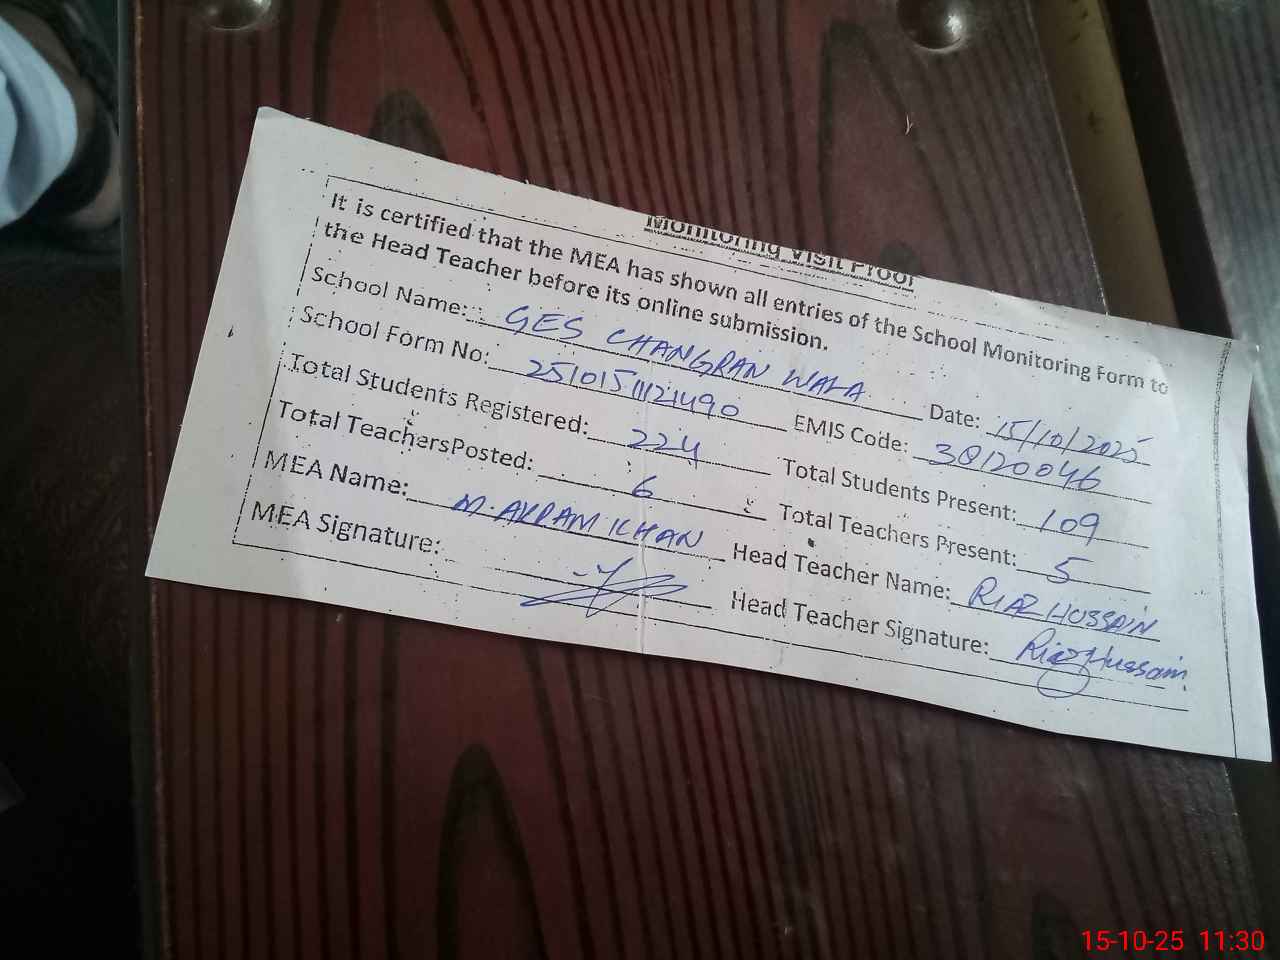 Monitoring Visit Proof
It is certified that the MEA has shown all entries of the School Monitoring Form to
the Head Teacher before its online submission.
School Name: GES CHANGRAN WALA Date: 15/10/2025
School Form No: 2510151121490 EMIS Code: 38120046
Total Students Registered: 224 Total Students Present: 109
Total TeachersPosted: 6 Total Teachers Present: 5
MEA Name: M. AKRAM KHAN Head Teacher Name: RIAZ HUSSAIN
MEA Signature: Head Teacher Signature: Riaz Hussain
15-10-25 11:30